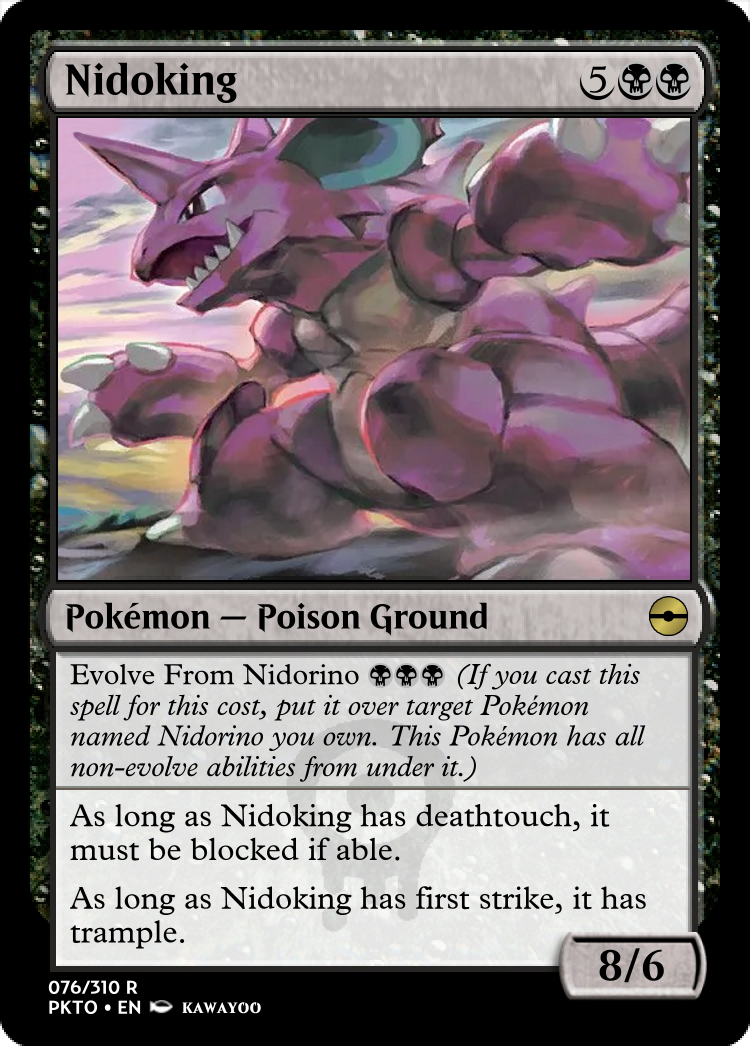 Nidoking 5
Pokémon — Poison Ground
Evolve From Nidorino (If you cast this
spell for this cost, put it over target Pokémon
named Nidorino you own. This Pokémon has all
non-evolve abilities from under it.)
As long as Nidoking has deathtouch, it
must be blocked if able.
As long as Nidoking has first strike, it has
trample.
8/6
076/310 R
PKTO • EN KAWAYOO